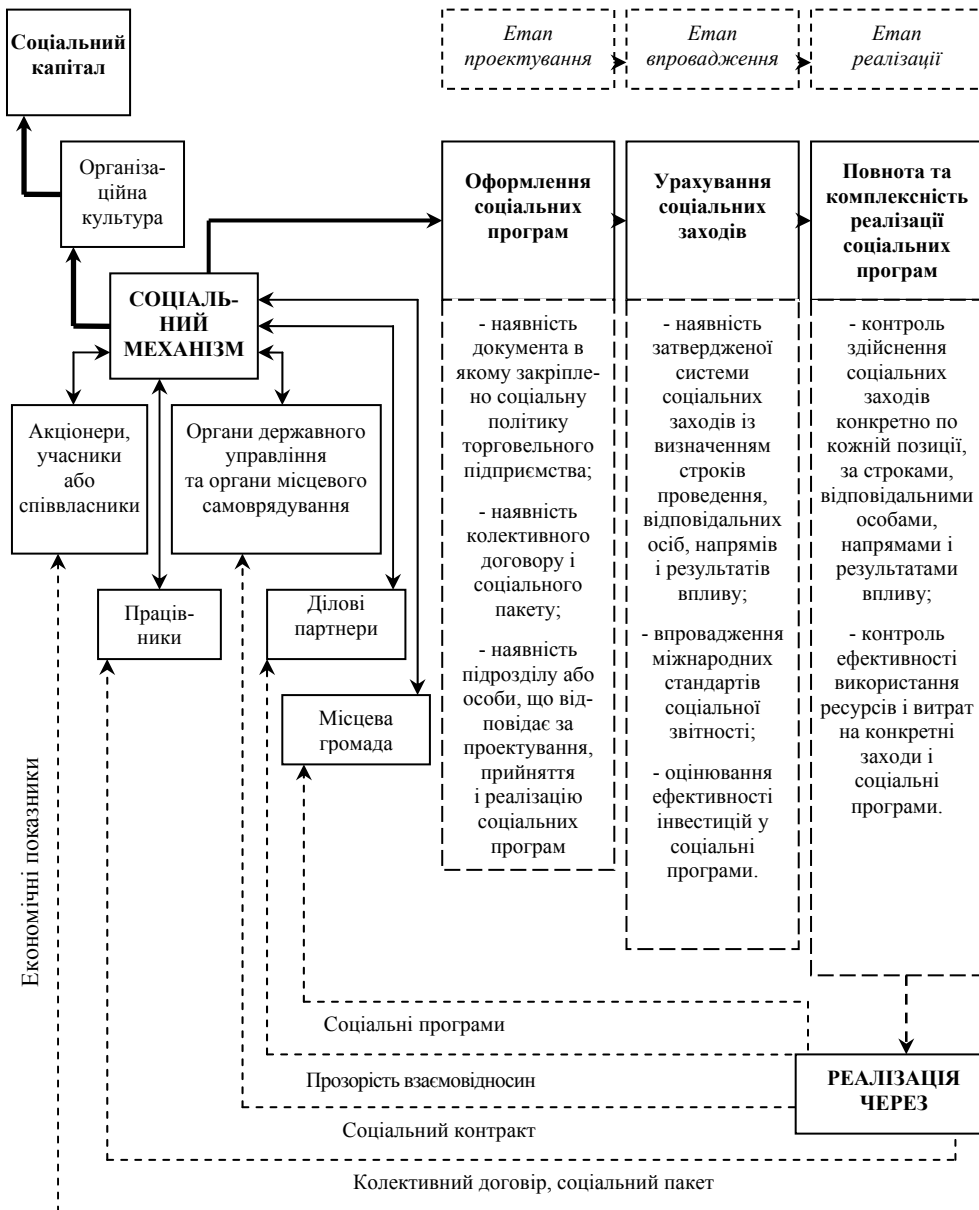 Соціальний
капітал
Етап
проектування
Етап
впровадження
Етап
реалізації
Організа-
ційна
культура
Оформлення
соціальних
програм
Урахування
соціальних
заходів
Повнота та
комплексність
реалізації
соціальних
програм
СОЦІАЛЬ-
НИЙ
МЕХАНІЗМ
- наявність
документа в
якому закріпле-
но соціальну
політику
торговельного
підприємства;
- наявність
колективного
договору і
соціального
пакету;
- наявність
підрозділу або
особи, що від-
повідає за
проектування,
прийняття
і реалізацію
соціальних
програм
- наявність
затвердженої
системи
соціальних
заходів із
визначенням
строків
проведення,
відповідальних
осіб, напрямів
і результатів
впливу;
- впровадження
міжнародних
стандартів
соціальної
звітності;
- оцінювання
ефективності
інвестицій у
соціальні
програми.
- контроль
здійснення
соціальних
заходів
конкретно по
кожній позиції,
за строками,
відповідальними
особами,
напрямами і
результатами
впливу;
- контроль
ефективності
використання
ресурсів і витрат
на конкретні
заходи і
соціальні
програми.
Акціонери,
учасники
або
співвласники
Органи державного
управління
та органи місцевого
самоврядування
Праців-
ники
Ділові
партнери
Місцева
громада
Економічні показники
Соціальні програми
Прозорість взаємовідносин
Соціальний контракт
Колективний договір, соціальний пакет
РЕАЛІЗАЦІЯ
ЧЕРЕЗ